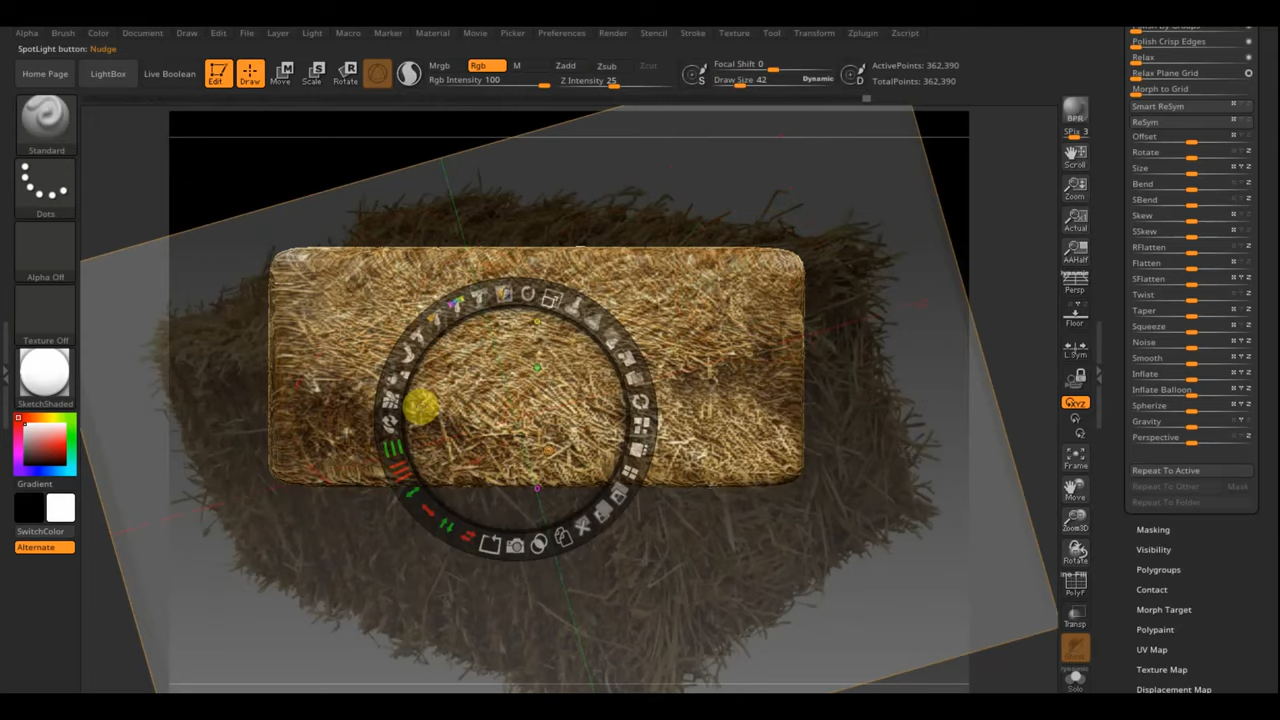 Alpha Brush Color Document Draw Edit File Layer Light Macro Marker Material Movie Picker Preferences Render Stencil Stroke Texture Tool Transform Zplugin Zscript
SpotLight button: Nudge
Home Page
LightBox
Live Boolean
Edit
Draw
Move
Scale
Rotate
Mrgb Rgb M Zadd Zsub Zcut
Rgb Intensity 100 Z Intensity 25
S
Focal Shift 0
Draw Size 42 Dynamic
D
ActivePoints: 362,390
TotalPoints: 362,390
Standard
Dots
Alpha Off
Texture Off
SketchShaded
Gradient
SwitchColor
Alternate
BPR
SPix 3
Scroll
Zoom
Actual
AAHalf
Dynamic
Persp
Floor
L.Sym
XYZ
Frame
Move
Zoom3D
Rotate
PolyF
Transp
Solo
Polish By Groups
Polish Crisp Edges
Relax
Relax Plane Grid
Morph to Grid
Smart ReSym
ReSym
Offset
Rotate
Size
Bend
SBend
Skew
SSkew
RFlatten
Flatten
SFlatten
Twist
Taper
Squeeze
Noise
Smooth
Inflate
Inflate Balloon
Spherize
Gravity
Perspective
Repeat To Active
Repeat To Other Mask
Repeat To Folder
Masking
Visibility
Polygroups
Contact
Morph Target
Polypaint
UV Map
Texture Map
Displacement Map